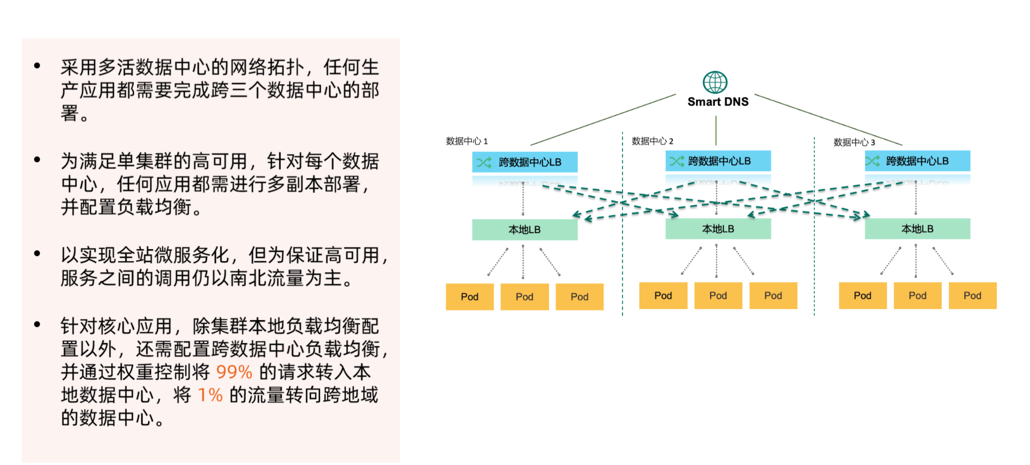 • 采用多活数据中心的网络拓扑，任何生
产应用都需要完成跨三个数据中心的部
署。
• 为满足单集群的高可用，针对每个数据
中心，任何应用都需进行多副本部署，
并配置负载均衡。
• 以实现全站微服务化，但为保证高可用，
服务之间的调用仍以南北流量为主。
• 针对核心应用，除集群本地负载均衡配
置以外，还需配置跨数据中心负载均衡，
并通过权重控制将 99% 的请求转入本
地数据中心，将 1% 的流量转向跨地域
的数据中心。
Smart DNS
数据中心 1
数据中心 2
数据中心 3
跨数据中心LB
跨数据中心LB
跨数据中心LB
本地LB
本地LB
本地LB
Pod
Pod
Pod
Pod
Pod
Pod
Pod
Pod
Pod